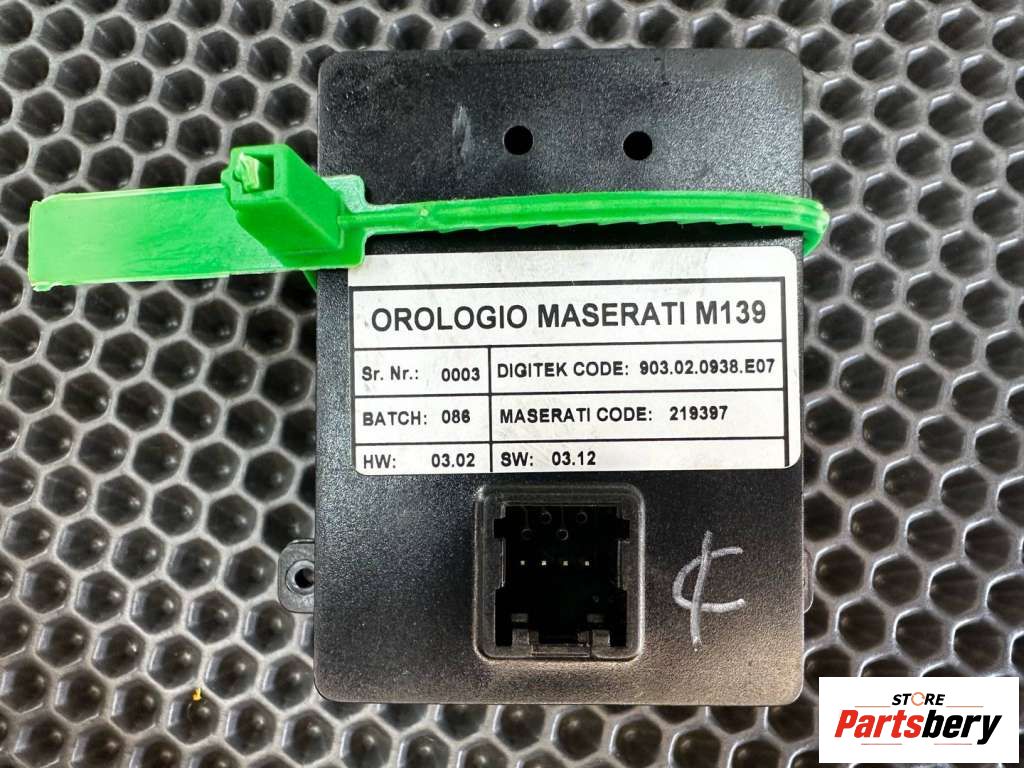 OROLOGIO MASERATI M139
Sr. Nr.: 0003 DIGITEK CODE: 903.02.0938.E07
BATCH: 086 MASERATI CODE: 219397
HW: 03.02 SW: 03.12
STORE
Partsbery